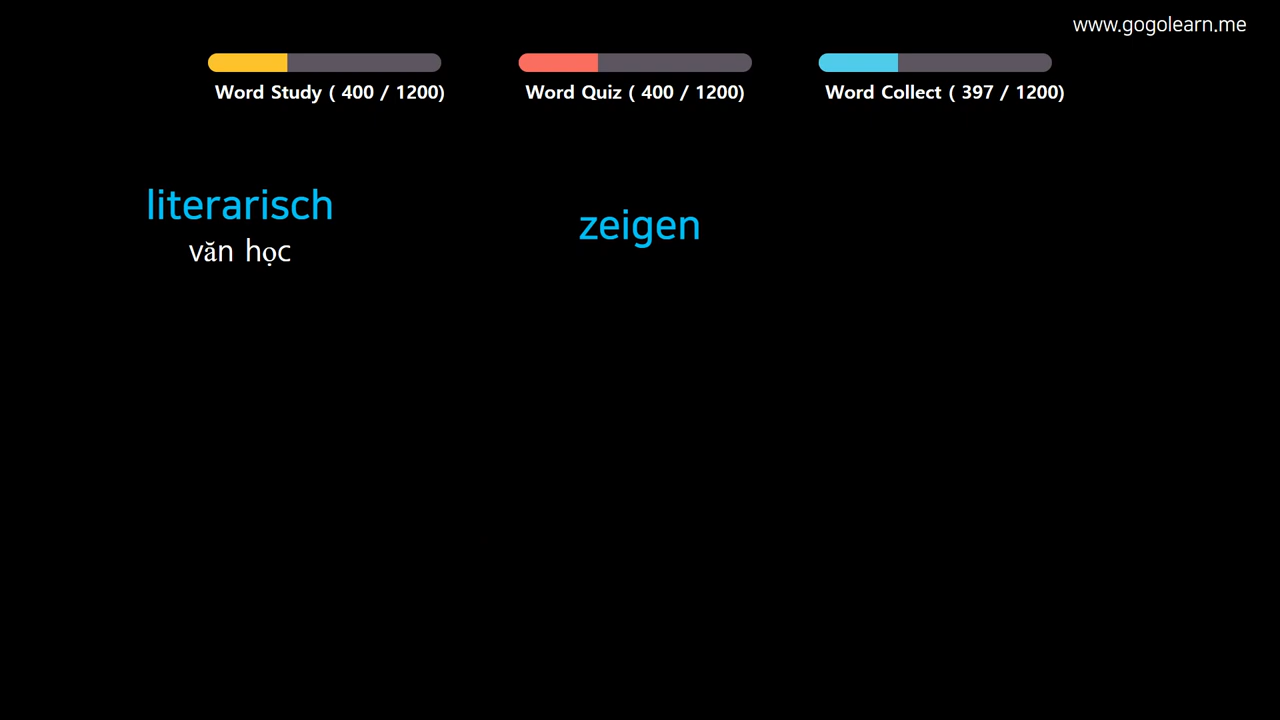 www.gogolearn.me
Word Study ( 400 / 1200)
Word Quiz ( 400 / 1200)
Word Collect ( 397 / 1200)
literarisch
văn học
zeigen